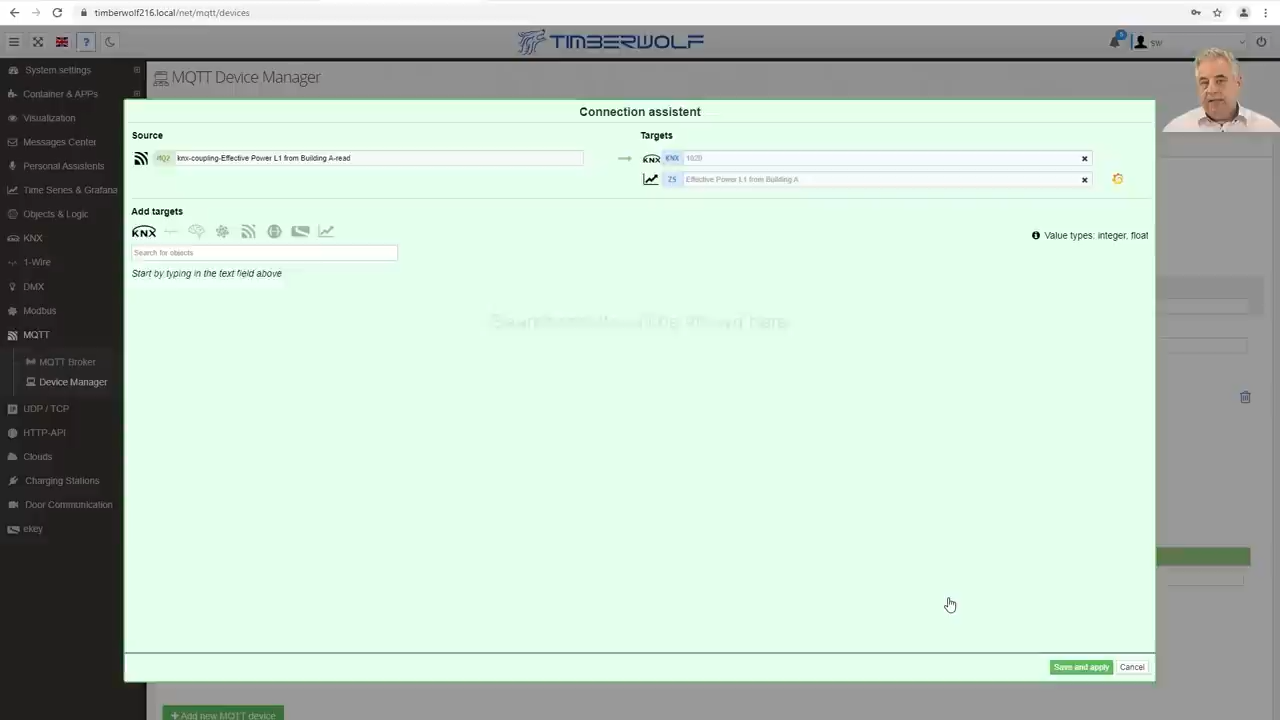 timberwolf216.local/net/mqtt/devices
TIMBERWOLF
SW
System settings
Container & APPs
Visualization
Messages Center
Personal Assistents
Time Series & Grafana
Objects & Logic
KNX
1-Wire
DMX
Modbus
MQTT
MQTT Broker
Device Manager
UDP / TCP
HTTP-API
Clouds
Charging Stations
Door Communication
ekey
MQTT Device Manager
Connection assistent
Source
Targets
knx-coupling-Effective Power L1 from Building A-read
KNX KNX
Effective Power L1 from Building A
Add targets
KNX
Value types: integer, float
Search for objects
Start by typing in the text field above
Save and apply
Cancel
+Add new MQTT device